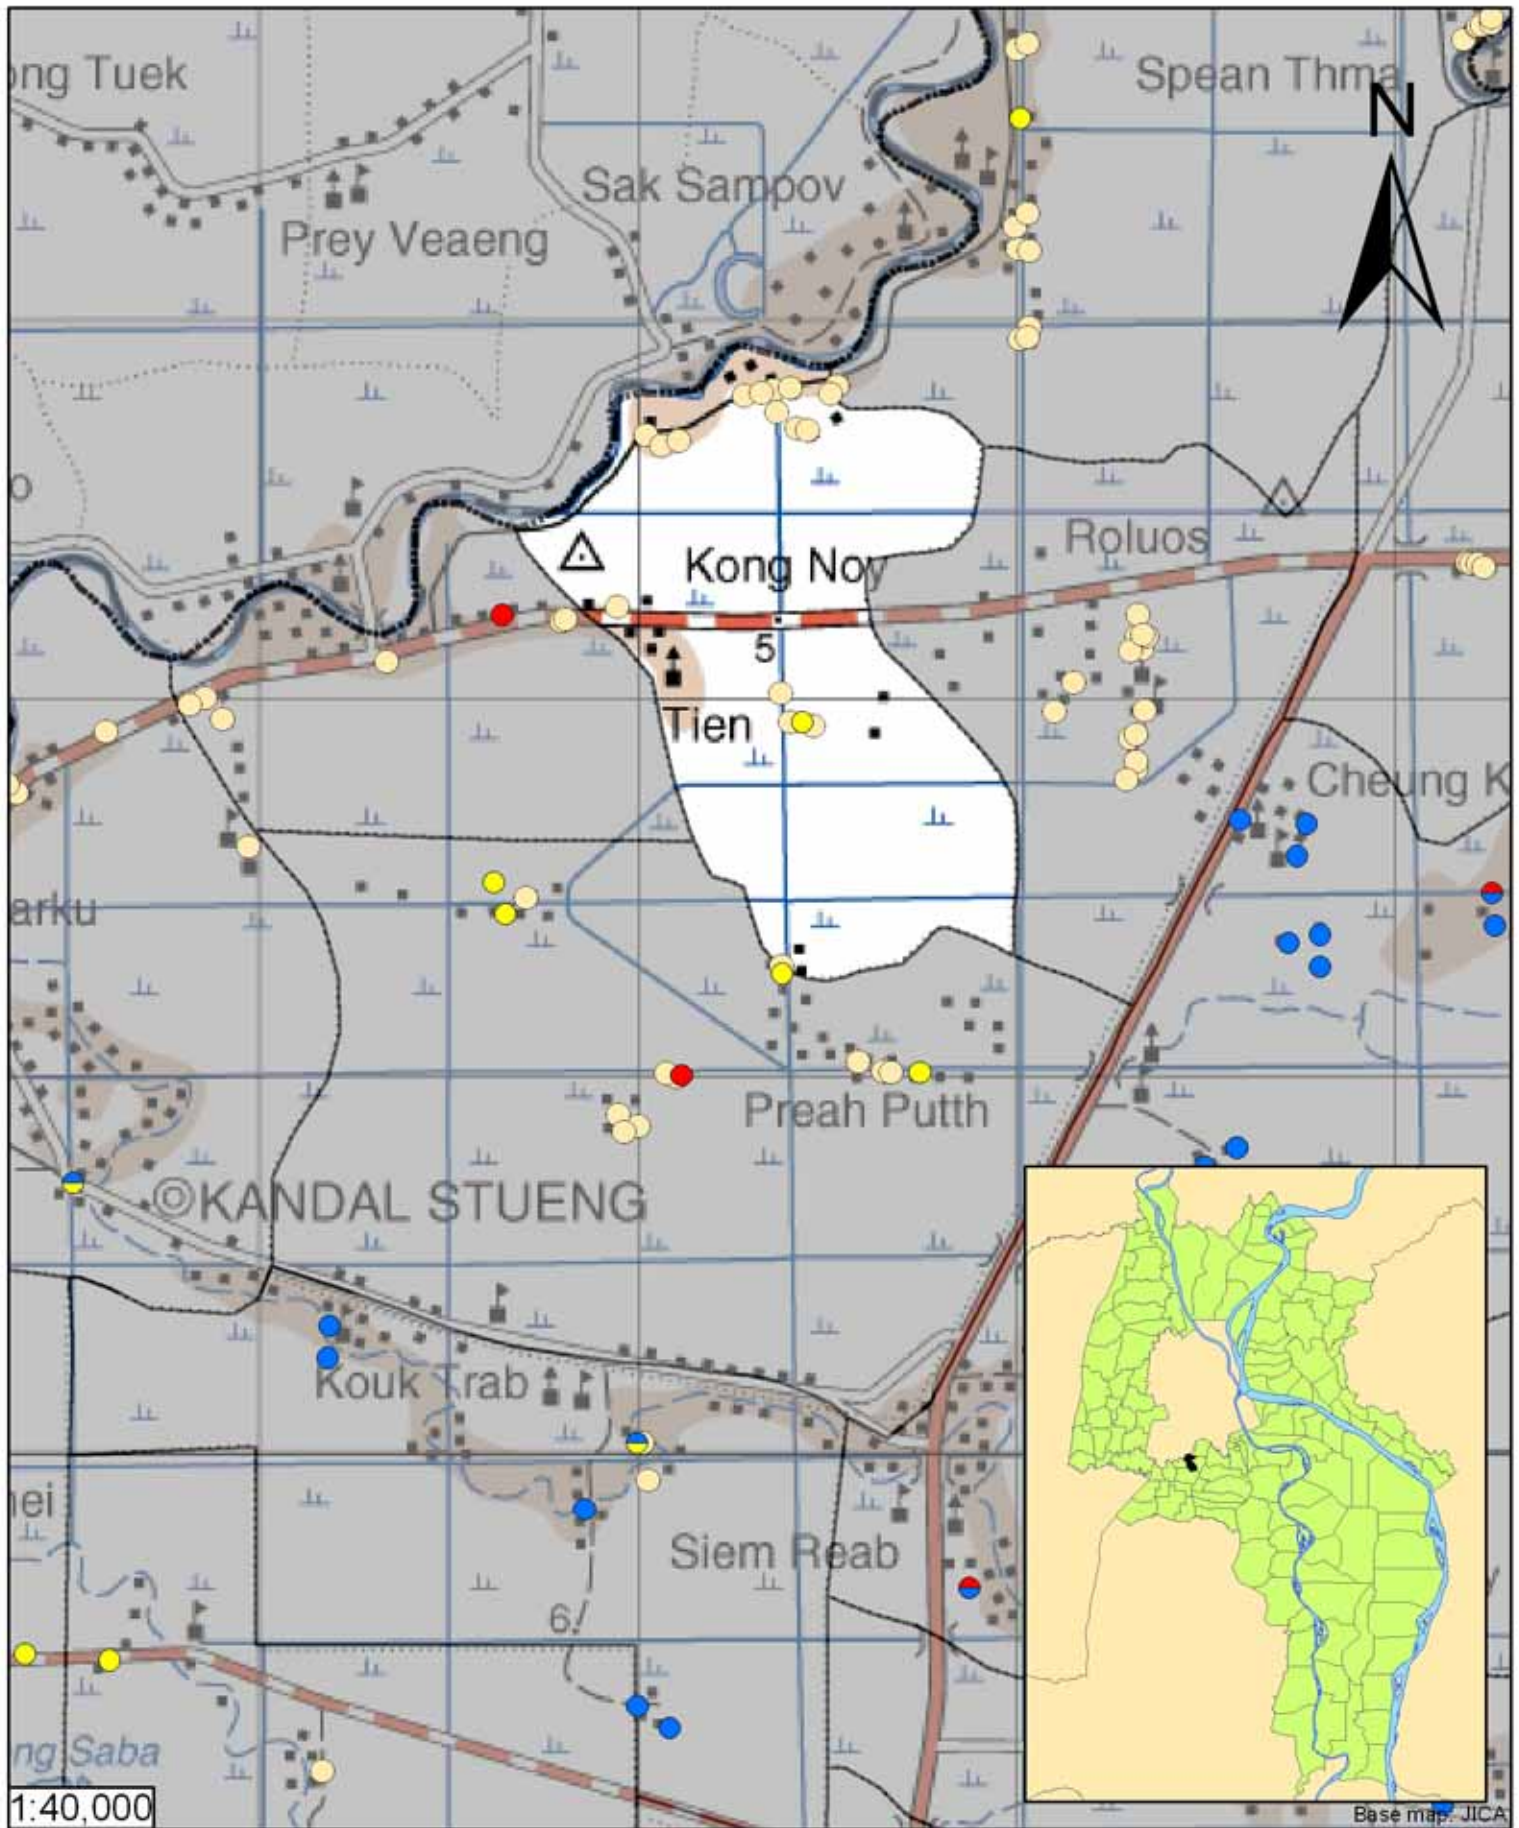 ong Tuek
Spean Thma
N
Sak Sampov
Prey Veaeng
o
Roluos
Kong Noy
5
Tien
Cheung K
arku
Preah Putth
©KANDAL STUENG
Kouk Trab
nei
Siem Reab
6
ng Saba
1:40,000
Base map: JICA